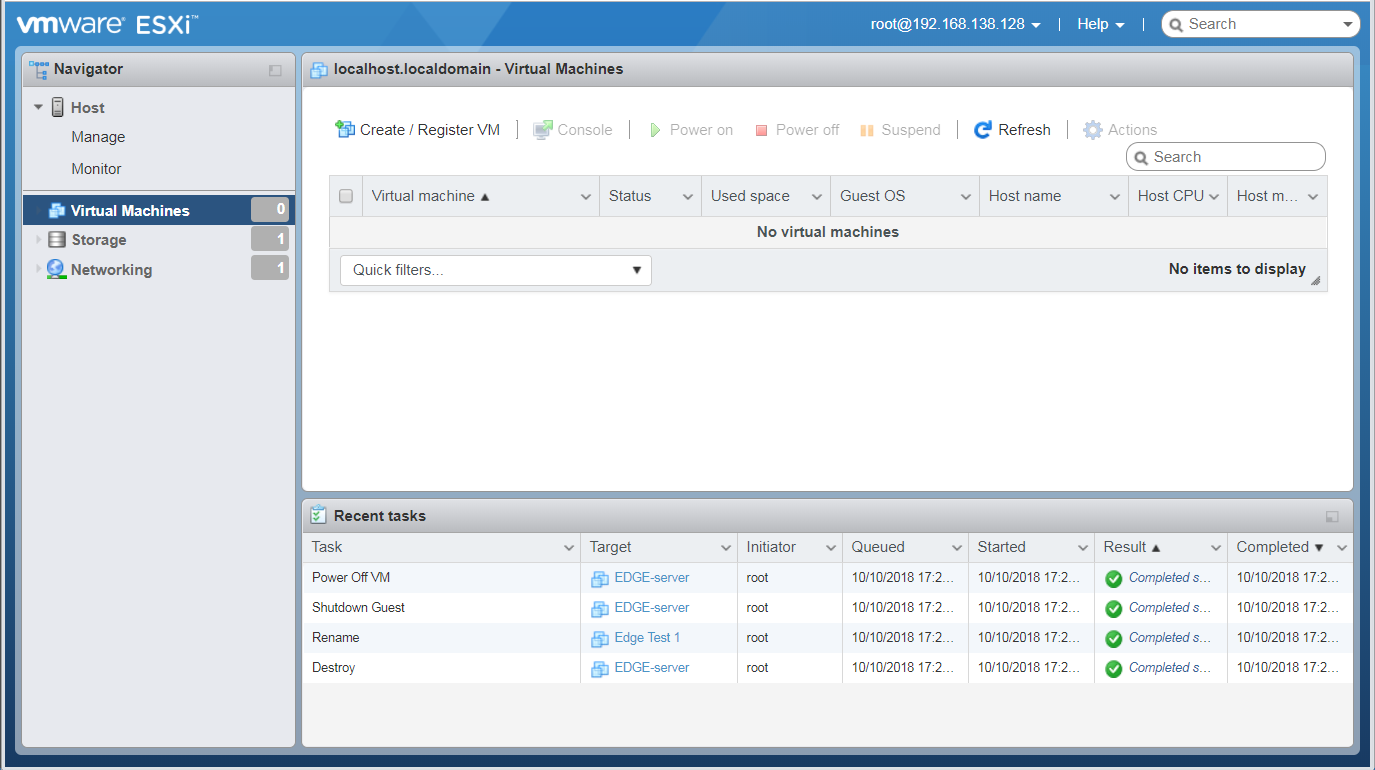 vmware ESXi™
root@192.168.138.128
Help
Search
Navigator
Host
Manage
Monitor
Virtual Machines 0
Storage 1
Networking 1
localhost.localdomain - Virtual Machines
Create / Register VM
Console
Power on
Power off
Suspend
Refresh
Actions
Search
Virtual machine Status Used space Guest OS Host name Host CPU Host m...
No virtual machines
Quick filters...
No items to display
Recent tasks
Task Target Initiator Queued Started Result Completed
Power Off VM EDGE-server root 10/10/2018 17:2... 10/10/2018 17:2... Completed s... 10/10/2018 17:2...
Shutdown Guest EDGE-server root 10/10/2018 17:2... 10/10/2018 17:2... Completed s... 10/10/2018 17:2...
Rename Edge Test 1 root 10/10/2018 17:2... 10/10/2018 17:2... Completed s... 10/10/2018 17:2...
Destroy EDGE-server root 10/10/2018 17:2... 10/10/2018 17:2... Completed s... 10/10/2018 17:2...